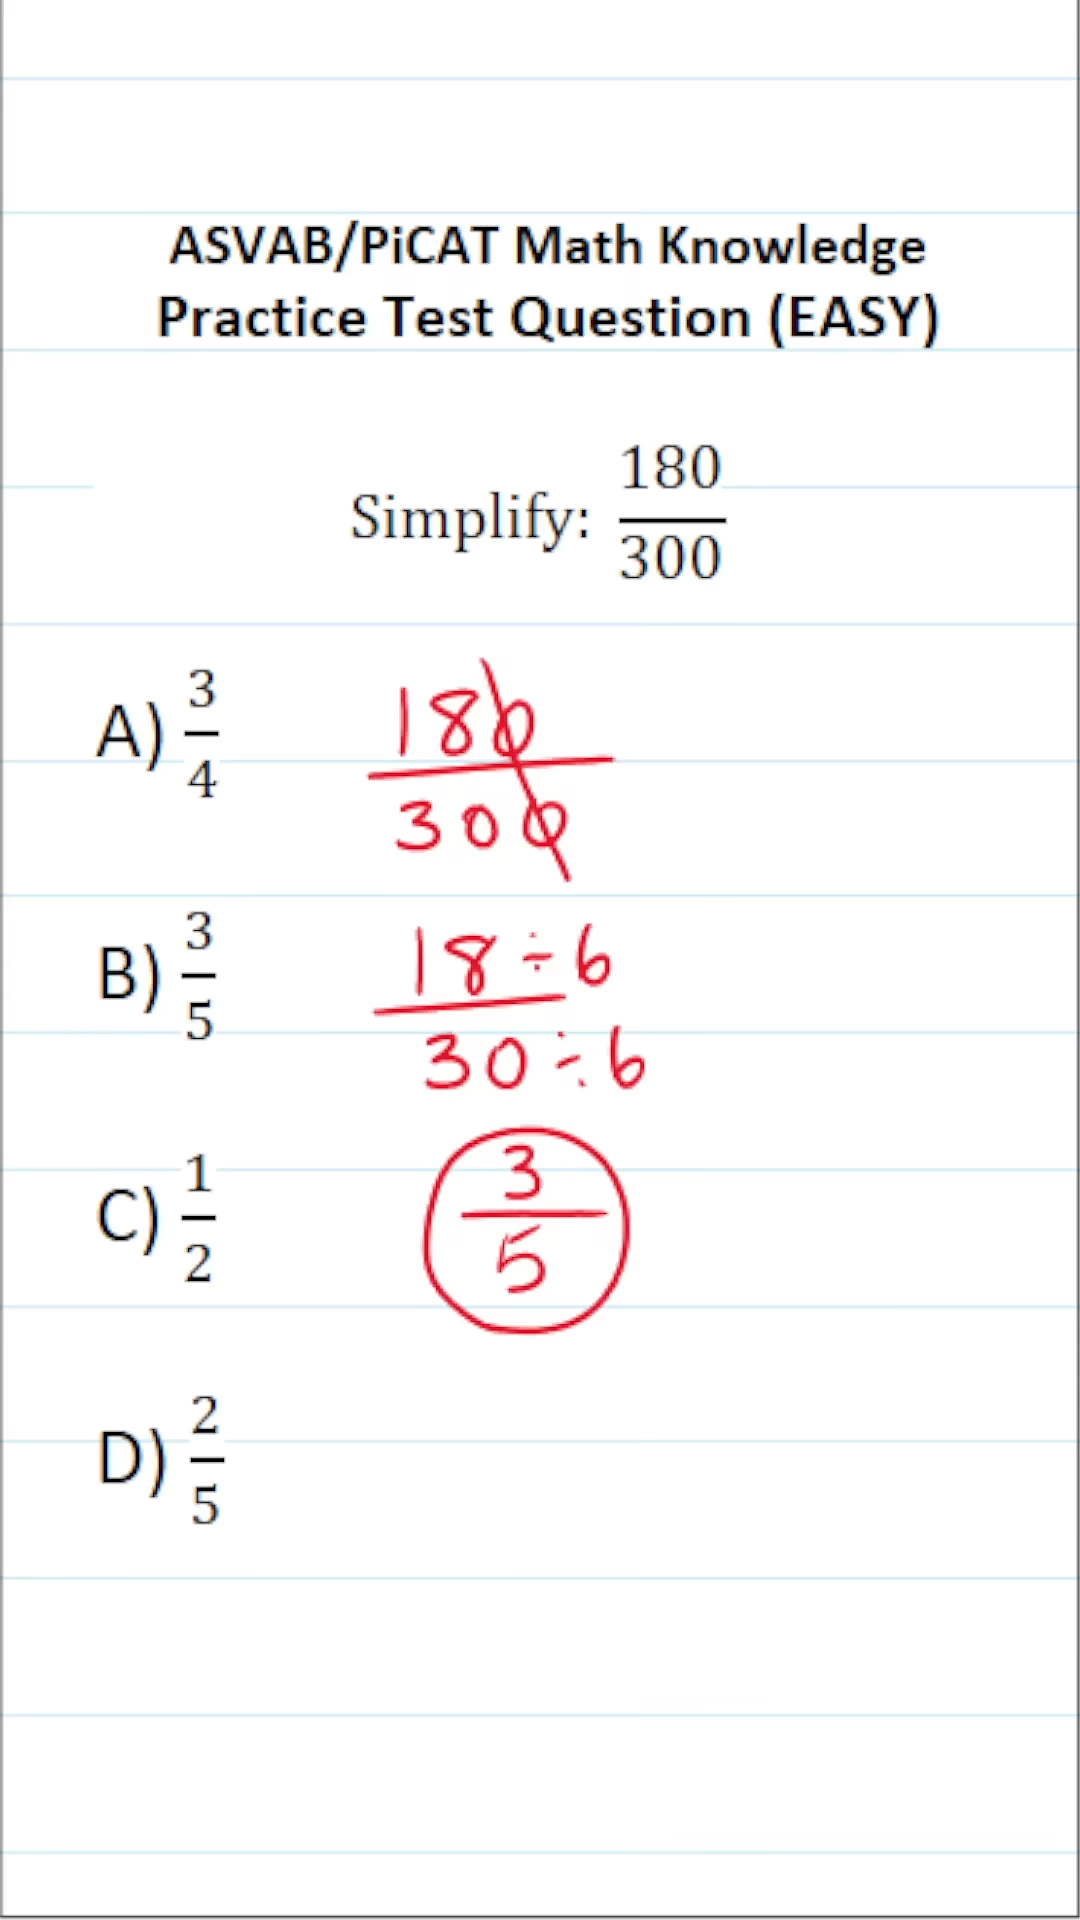 ASVAB/PiCAT Math Knowledge
Practice Test Question (EASY)
Simplify: 180/300
A) 3/4
180/300
B) 3/5
18÷6/30÷6
C) 1/2
3/5
D) 2/5